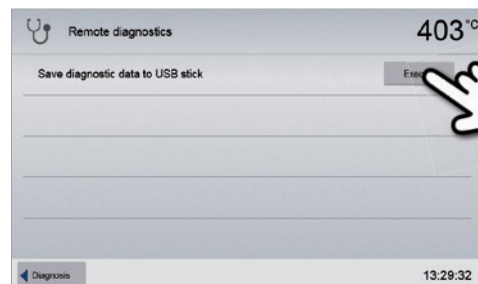 Remote diagnostics
403 °C
Save diagnostic data to USB stick
Diagnosis
13:29:32